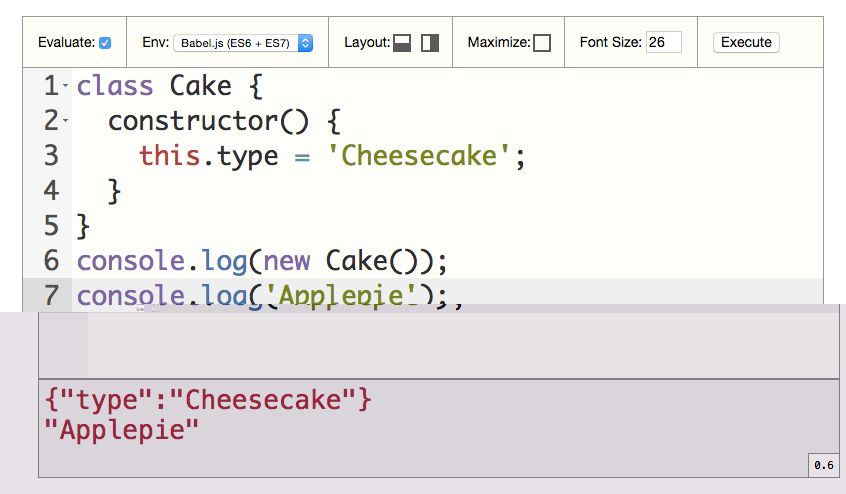 Evaluate: Env: Babel.js (ES6 + ES7) Layout: Maximize: Font Size: 26 Execute
1 class Cake {
2 constructor() {
3 this.type = 'Cheesecake';
4 }
5 }
6 console.log(new Cake());
7 console.log('Applepie');
{"type":"Cheesecake"}
"Applepie"
0.6